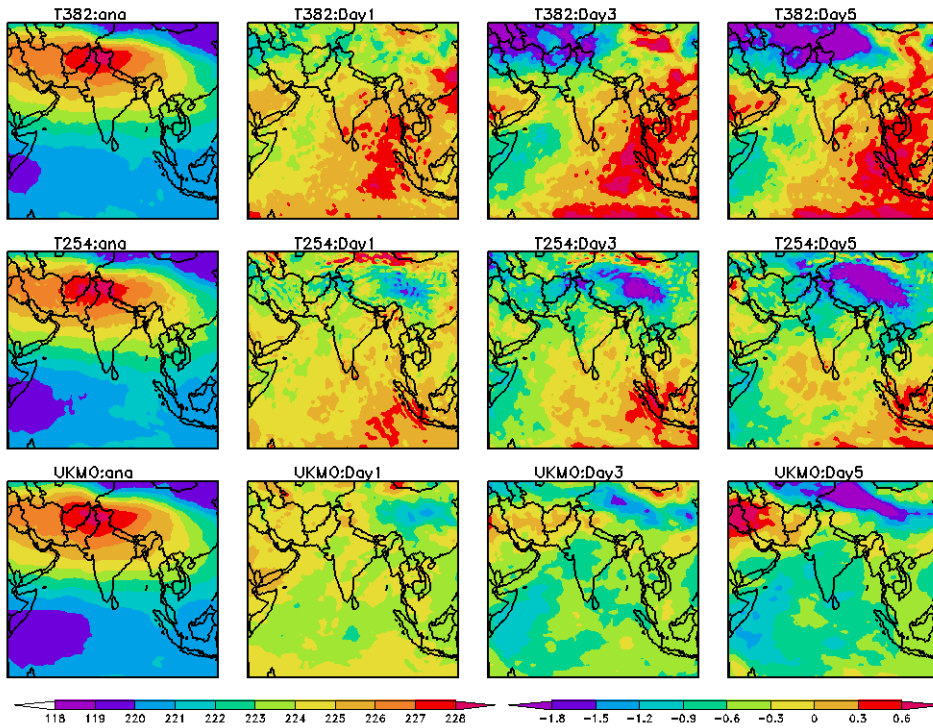 T382:ana T382:Day1 T382:Day3 T382:Day5
T254:ana T254:Day1 T254:Day3 T254:Day5
UKMO:ana UKMO:Day1 UKMO:Day3 UKMO:Day5
118 119 220 221 222 223 224 225 226 227 228 -1.8 -1.5 -1.2 -0.9 -0.6 -0.3 0 0.3 0.6